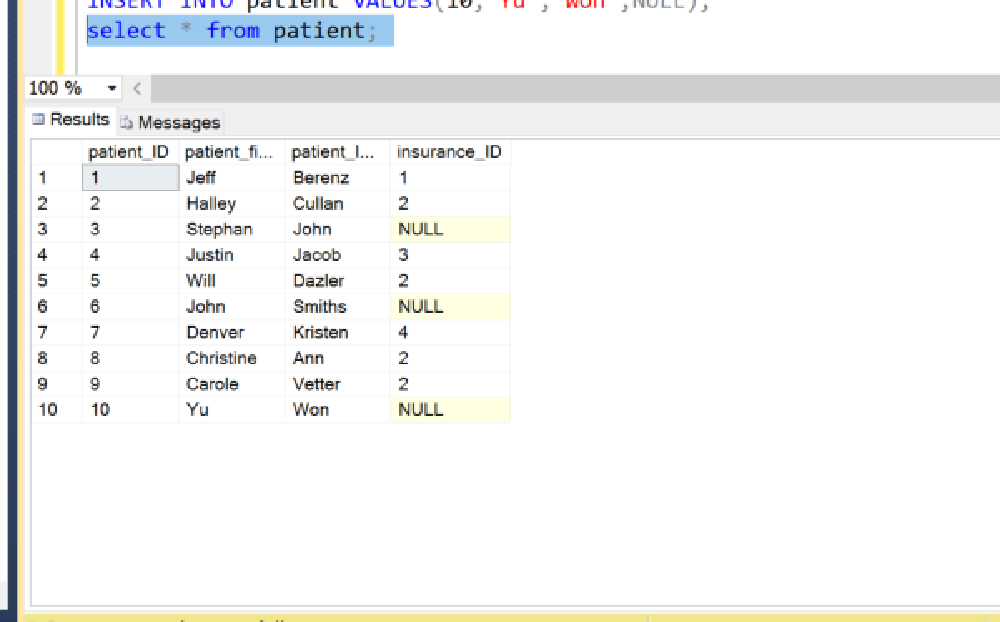 INSERT INTO patient VALUES(10, 'Yu', 'Won',NULL);
select * from patient;
100 %
Results Messages
patient_ID patient_fi... patient_l... insurance_ID
1 1 Jeff Berenz 1
2 2 Halley Cullan 2
3 3 Stephan John NULL
4 4 Justin Jacob 3
5 5 Will Dazler 2
6 6 John Smiths NULL
7 7 Denver Kristen 4
8 8 Christine Ann 2
9 9 Carole Vetter 2
10 10 Yu Won NULL